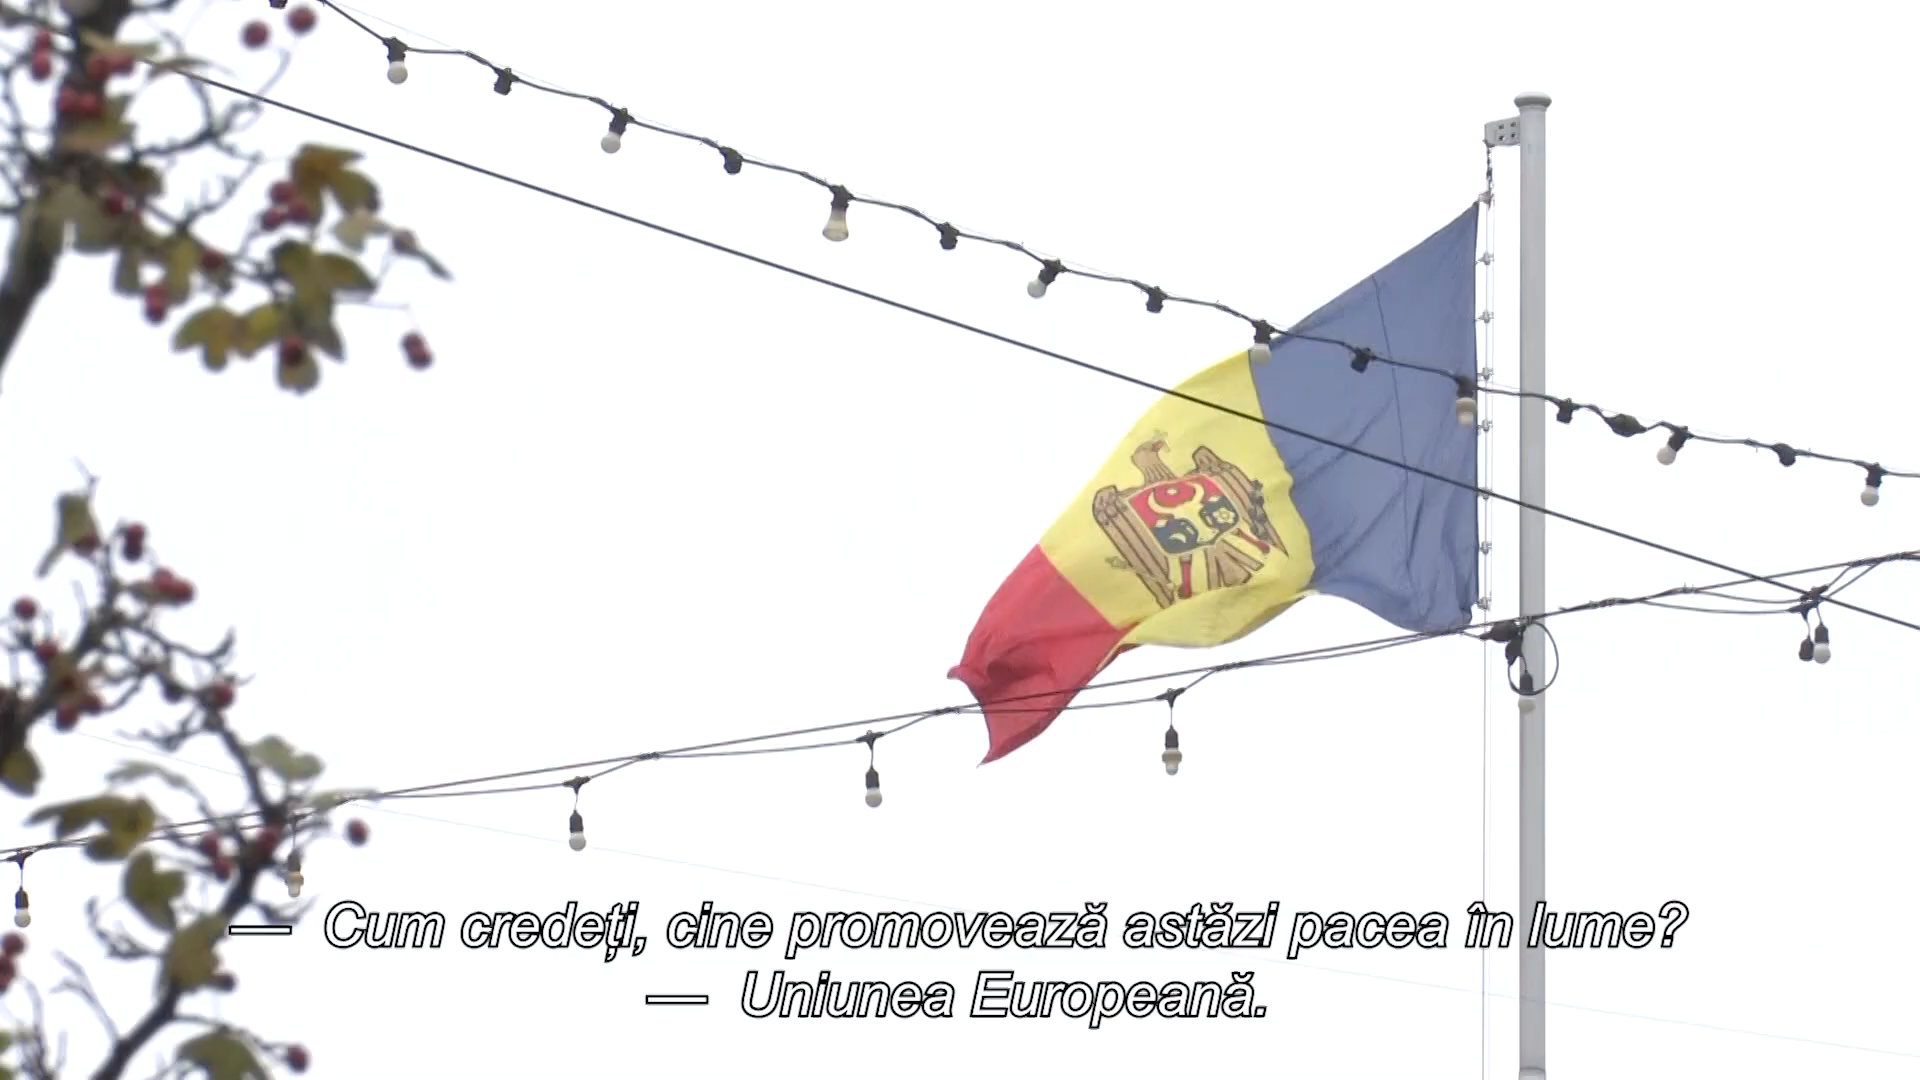 — Cum credeți, cine promovează astăzi pacea în lume?
— Uniunea Europeană.